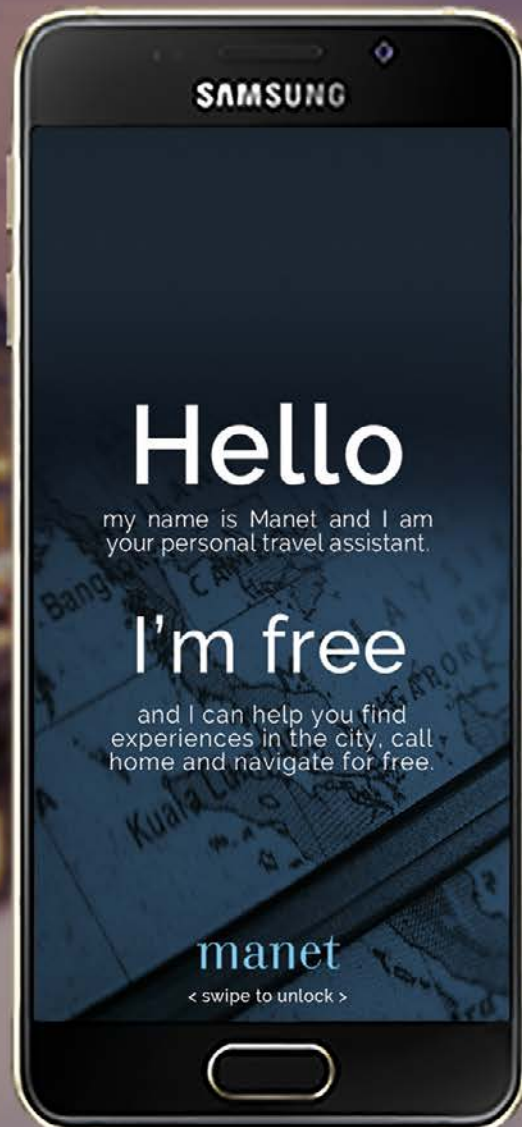 SAMSUNG
Hello
my name is Manet and I am
your personal travel assistant.
I'm free
and I can help you find
experiences in the city, call
home and navigate for free.
manet
< swipe to unlock >